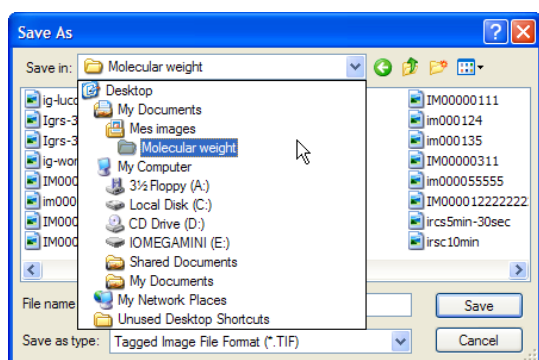 Save As
Save in: Molecular weight
Desktop
My Documents
Mes images
Molecular weight
My Computer
3½ Floppy (A:)
Local Disk (C:)
CD Drive (D:)
IOMEGAMINI (E:)
Shared Documents
My Documents
My Network Places
Unused Desktop Shortcuts
ig-lucc
Igrs-3
Igrs-3
ig-wor
IM000
im000
IM000
IM000
IM00000111
im000124
im000135
IM00000311
im000055555
IM000012222222
ircs5min-30sec
irsc10min
File name
Save
Save as type: Tagged Image File Format (*.TIF)
Cancel